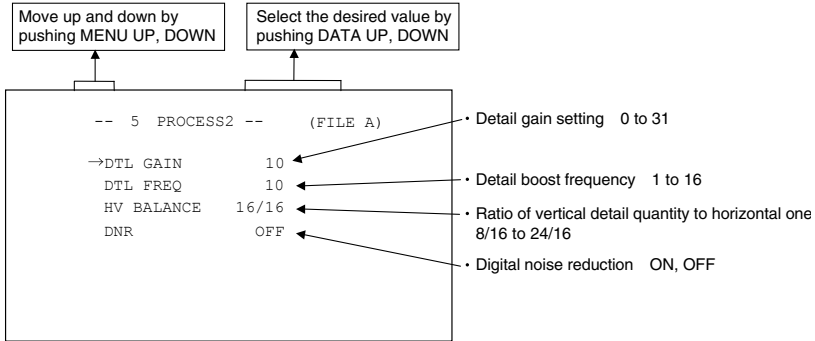 Move up and down by
pushing MENU UP, DOWN
Select the desired value by
pushing DATA UP, DOWN
-- 5 PROCESS2 -- (FILE A)
→DTL GAIN 10
DTL FREQ 10
HV BALANCE 16/16
DNR OFF
・Detail gain setting 0 to 31
・Detail boost frequency 1 to 16
・Ratio of vertical detail quantity to horizontal one
8/16 to 24/16
・Digital noise reduction ON, OFF